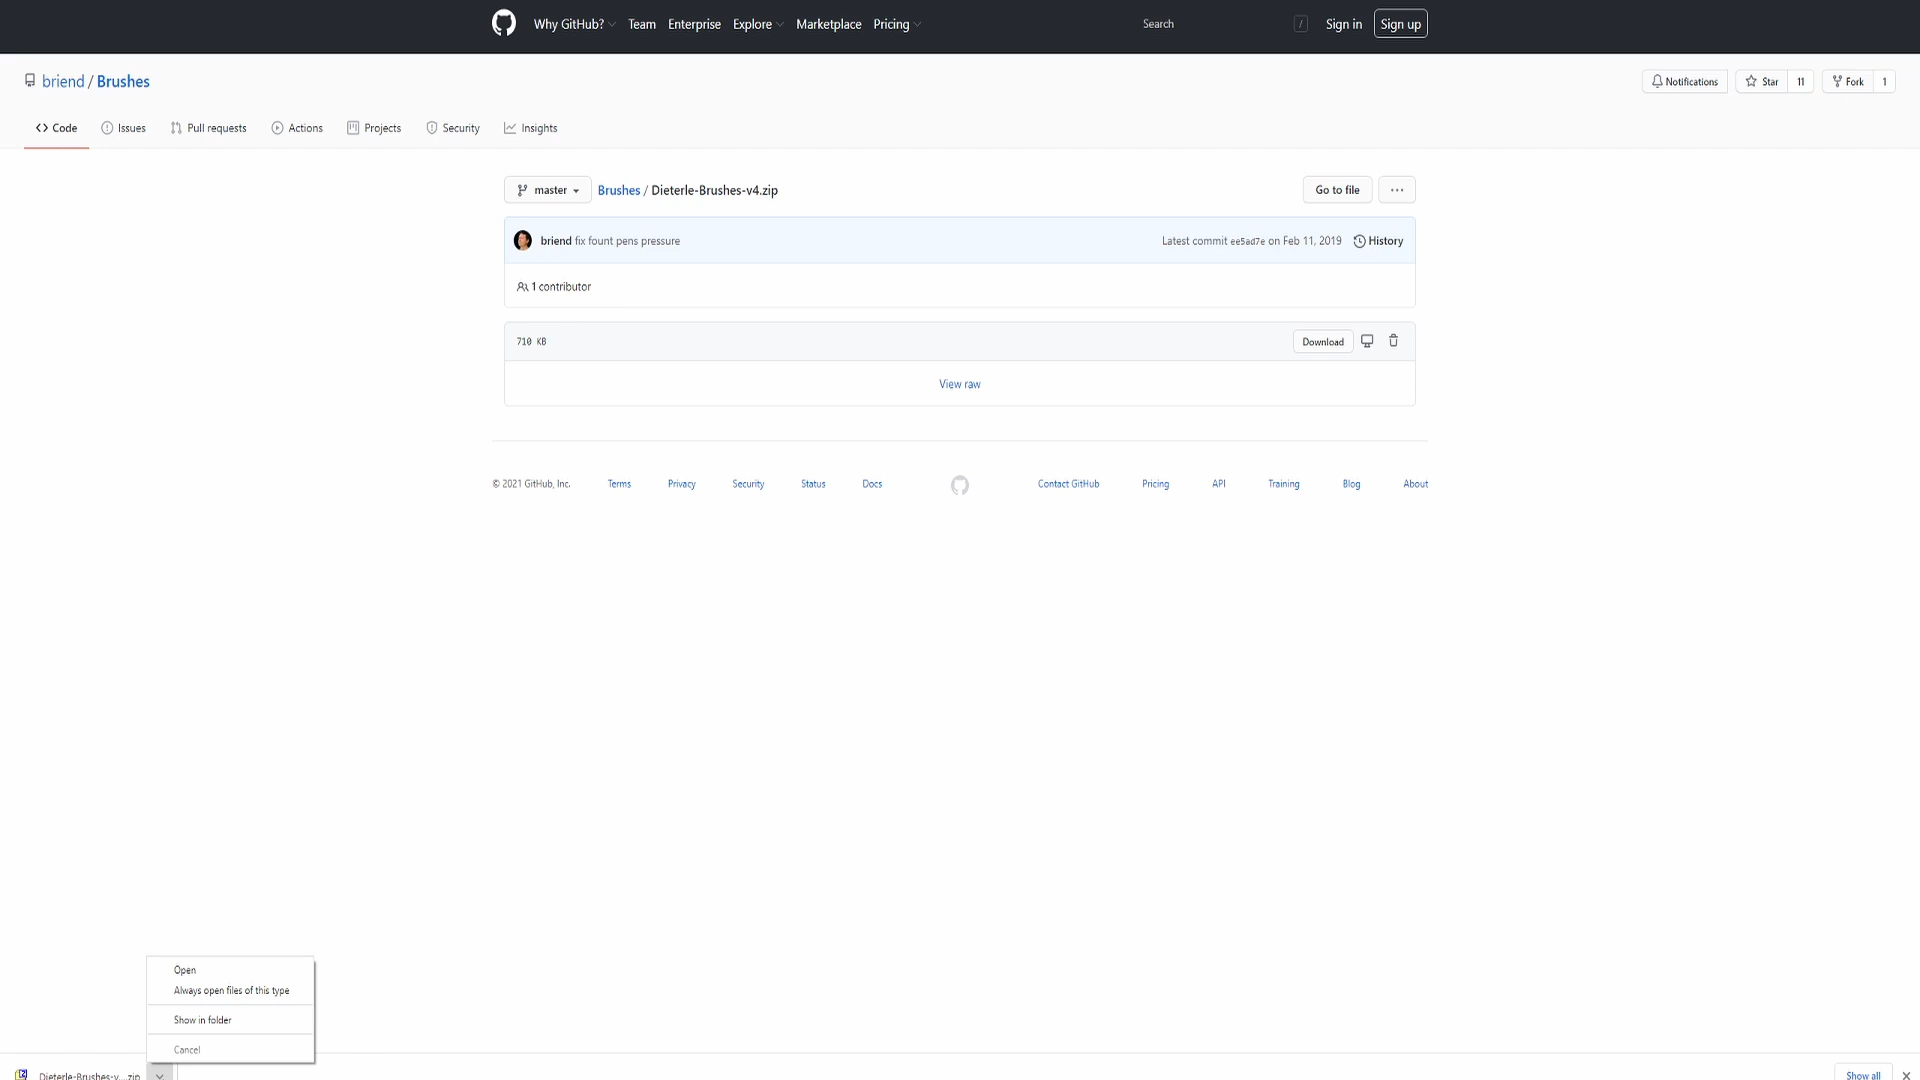 Why GitHub? Team Enterprise Explore Marketplace Pricing Search / Sign in Sign up
briend / Brushes Notifications Star 11 Fork 1
Code Issues Pull requests Actions Projects Security Insights
master Brushes / Dieterle-Brushes-v4.zip Go to file ...
briend fix fount pens pressure Latest commit ee5ad7e on Feb 11, 2019 History
1 contributor
710 KB Download
View raw
© 2021 GitHub, Inc. Terms Privacy Security Status Docs Contact GitHub Pricing API Training Blog About
Open
Always open files of this type
Show in folder
Cancel
Dieterle-Brushes-v....zip Show all